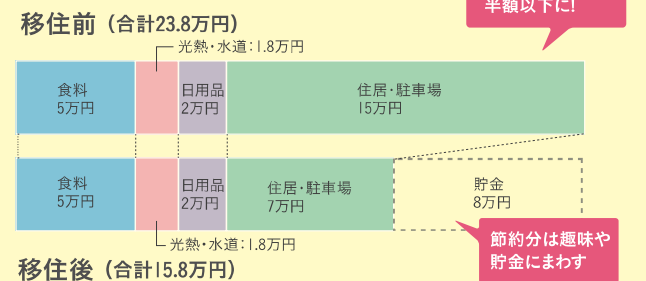 半額以下に!
移住前(合計23.8万円)
光熱・水道:1.8万円
食料
5万円
日用品
2万円
住居・駐車場
15万円
食料
5万円
日用品
2万円
住居・駐車場
7万円
貯金
8万円
光熱・水道:1.8万円
節約分は趣味や
貯金にまわす
移住後(合計15.8万円)